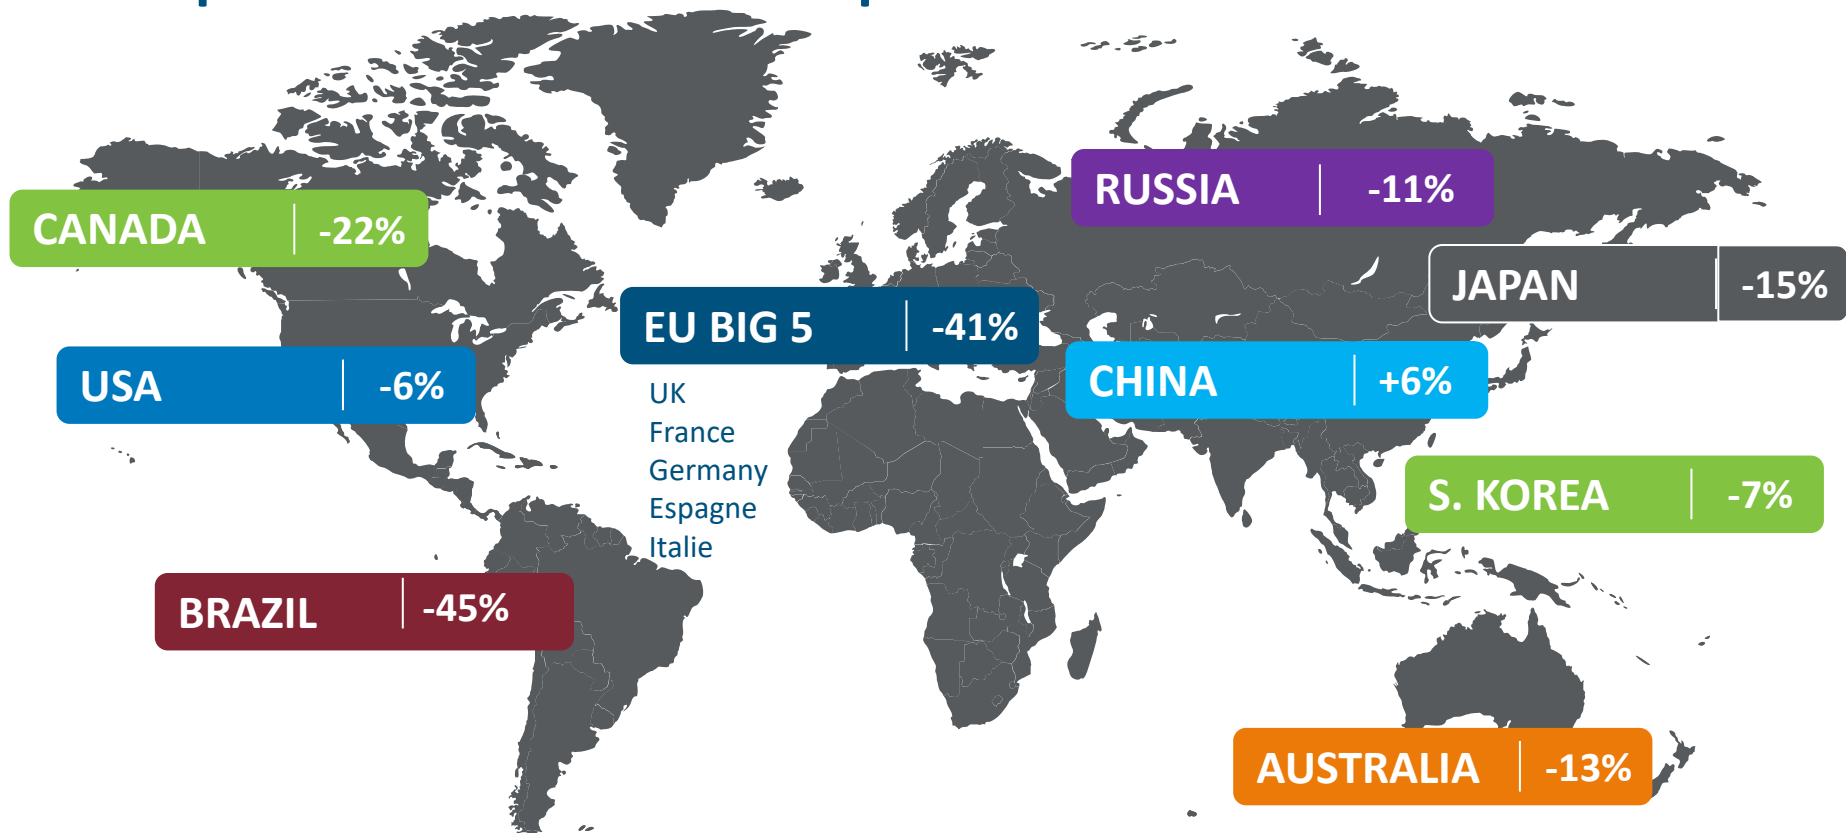 CANADA -22%
RUSSIA -11%
JAPAN -15%
EU BIG 5 -41%
USA -6%
CHINA +6%
UK
France
Germany
Espagne
Italie
S. KOREA -7%
BRAZIL -45%
AUSTRALIA -13%